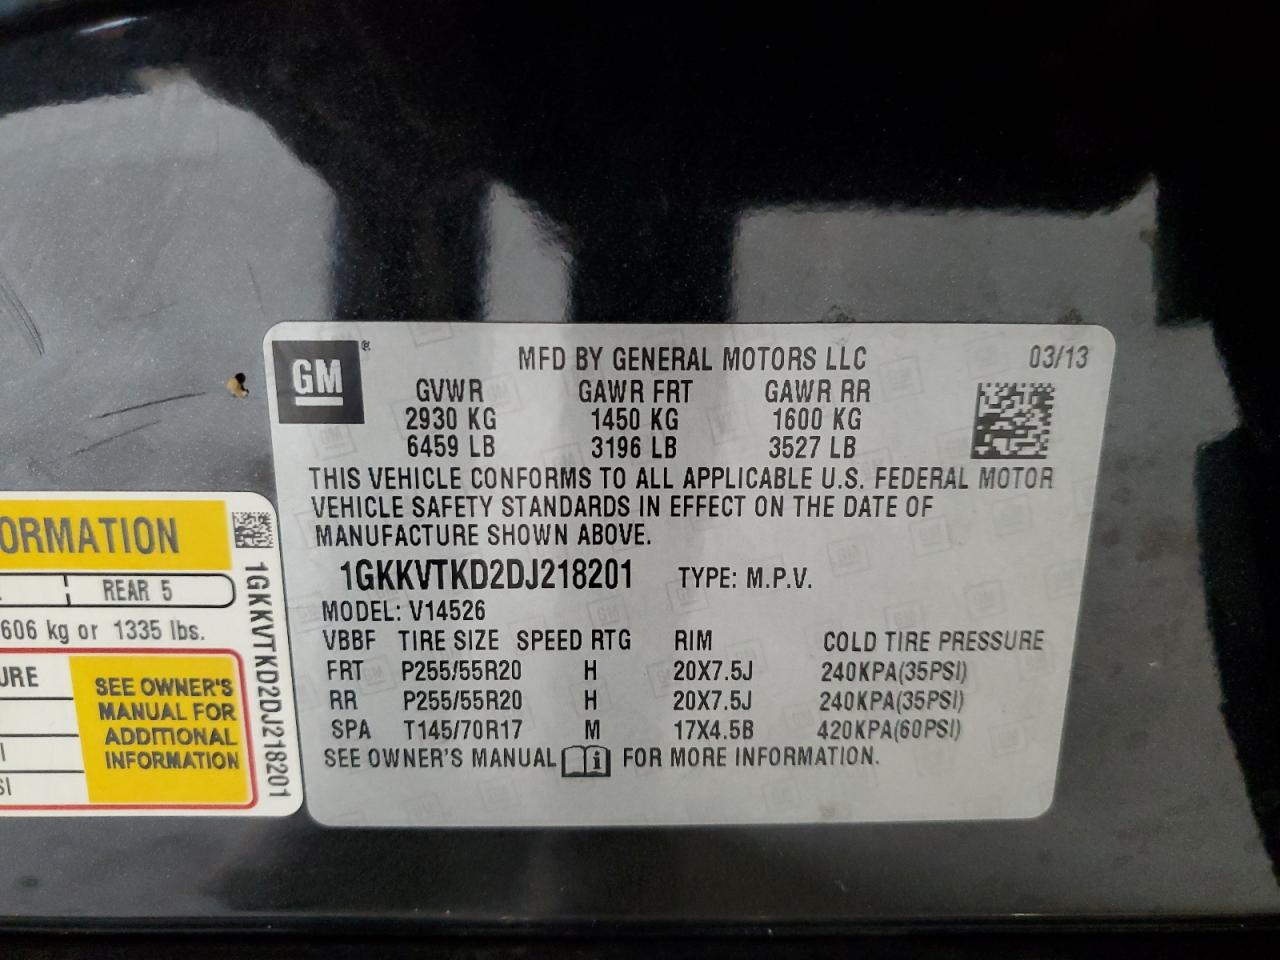 GM ®
MFD BY GENERAL MOTORS LLC 03/13
GVWR GAWR FRT GAWR RR
2930 KG 1450 KG 1600 KG
6459 LB 3196 LB 3527 LB
THIS VEHICLE CONFORMS TO ALL APPLICABLE U.S. FEDERAL MOTOR
VEHICLE SAFETY STANDARDS IN EFFECT ON THE DATE OF
MANUFACTURE SHOWN ABOVE.
1GKKVTKD2DJ218201 TYPE: M.P.V.
MODEL: V14526
VBBF TIRE SIZE SPEED RTG RIM COLD TIRE PRESSURE
FRT P255/55R20 H 20X7.5J 240KPA(35PSI)
RR P255/55R20 H 20X7.5J 240KPA(35PSI)
SPA T145/70R17 M 17X4.5B 420KPA(60PSI)
SEE OWNER'S MANUAL i FOR MORE INFORMATION.
ORMATION
REAR 5
606 kg or 1335 lbs.
URE
SEE OWNER'S
MANUAL FOR
ADDITIONAL
INFORMATION
I
SI
1GKKVTKD2DJ218201